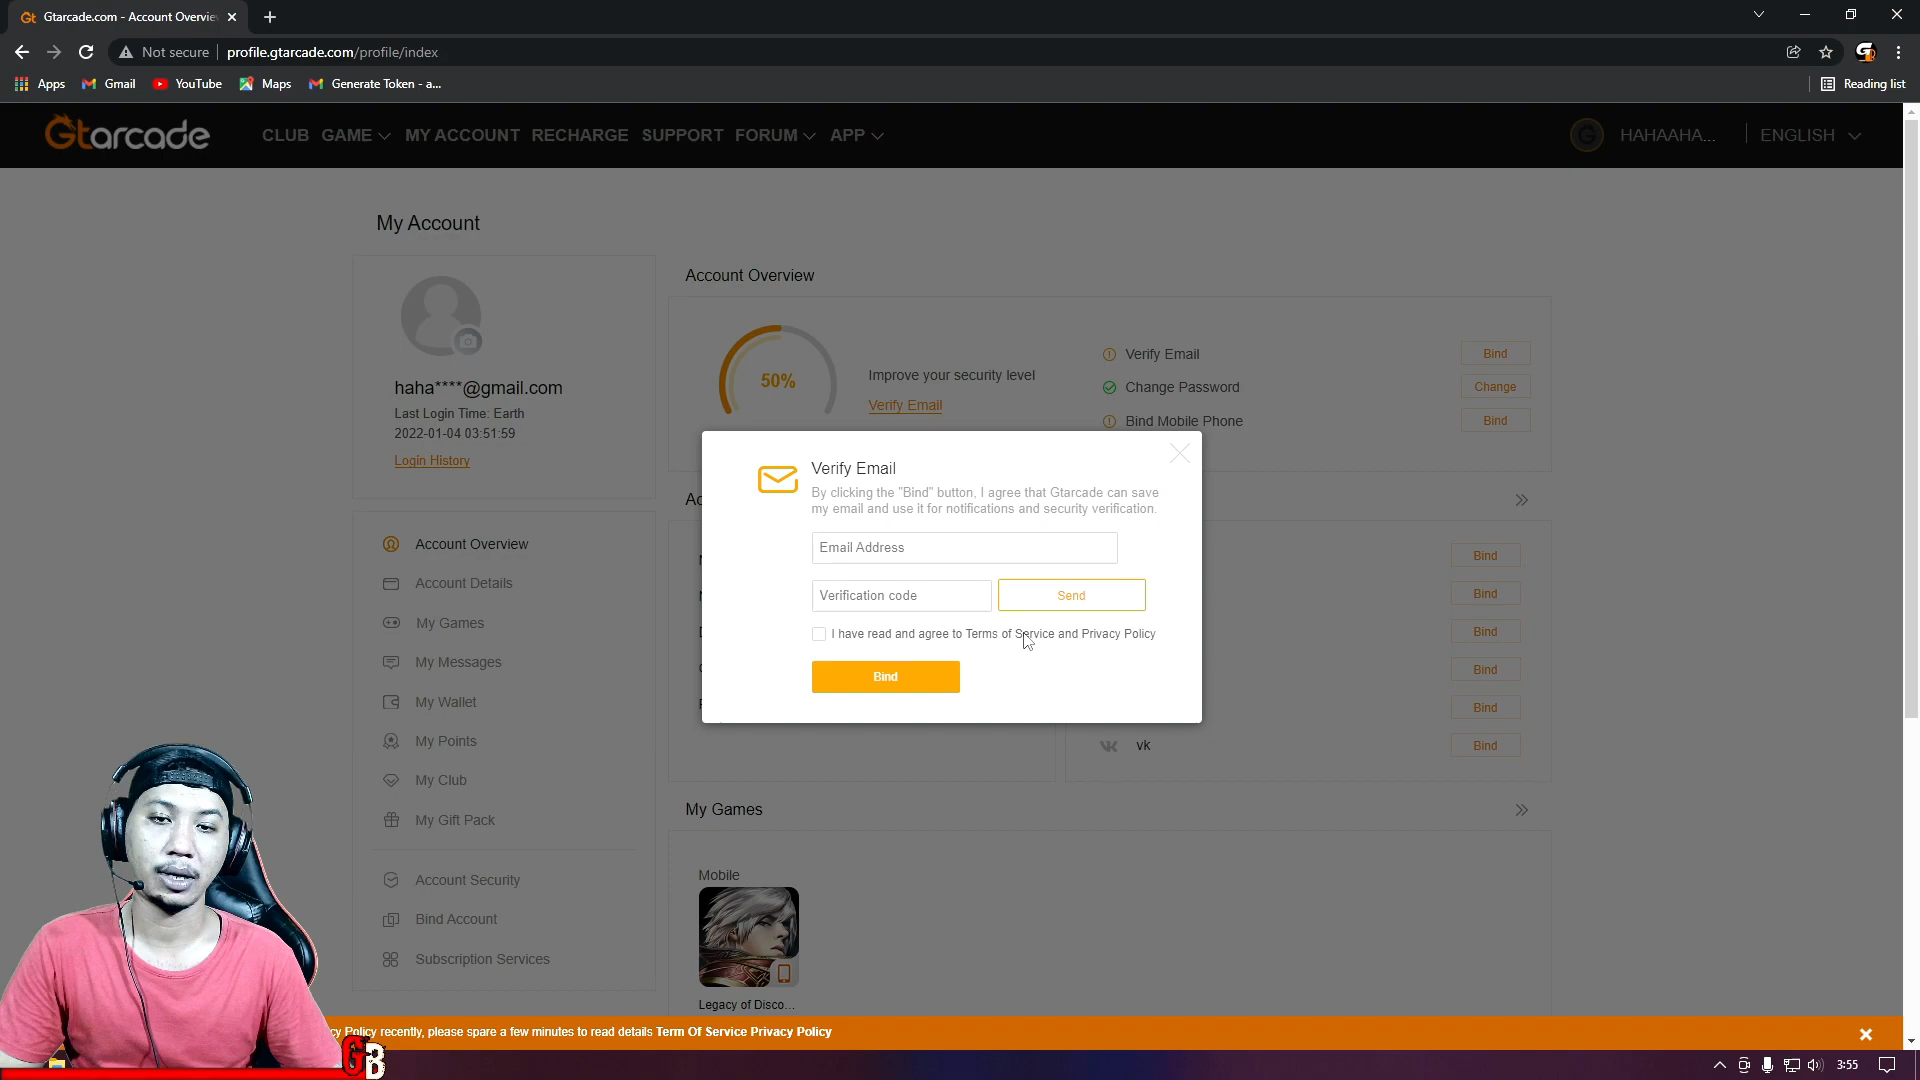 Gt Gtarcade.com - Account Overvie
Not secure profile.gtarcade.com/profile/index
Apps Gmail YouTube Maps Generate Token - a... Reading list
Gtarcade CLUB GAME MY ACCOUNT RECHARGE SUPPORT FORUM APP HAHAAHA... ENGLISH
My Account
haha****@gmail.com
Last Login Time: Earth
2022-01-04 03:51:59
Login History
Account Overview
Account Details
My Games
My Messages
My Wallet
My Points
My Club
My Gift Pack
Account Security
Bind Account
Subscription Services
Account Overview
50%
Improve your security level
Verify Email
Verify Email Bind
Change Password Change
Bind Mobile Phone Bind
Verify Email
By clicking the "Bind" button, I agree that Gtarcade can save
my email and use it for notifications and security verification.
Email Address
Verification code Send
I have read and agree to Terms of Service and Privacy Policy
Bind
Bind
Bind
Bind
Bind
Bind
vk Bind
My Games
Mobile
Legacy of Disco...
cy Policy recently, please spare a few minutes to read details Term Of Service Privacy Policy
GB
3:55